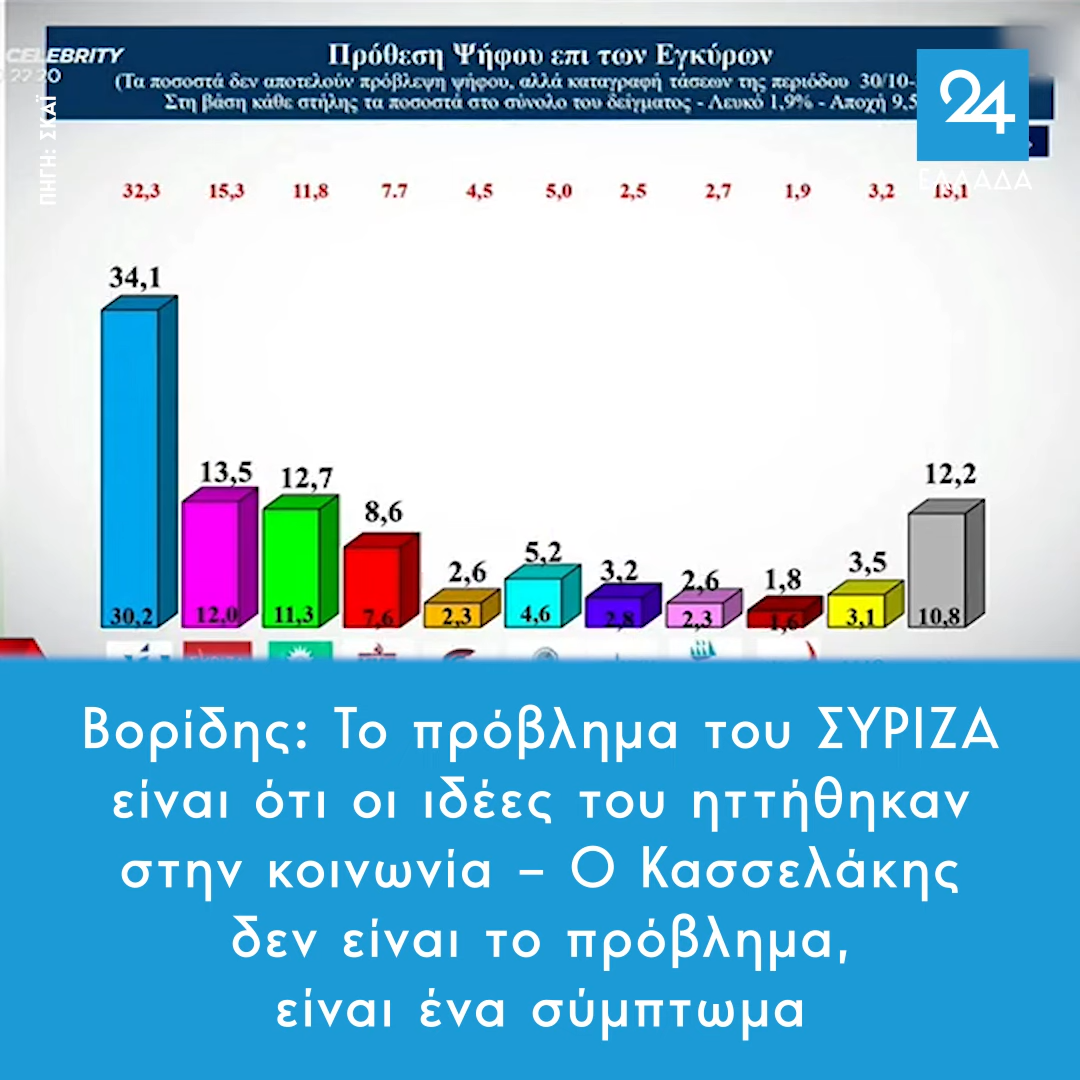 CELEBRITY
22:20
ΠΗΓΗ: ΣΚΑΪ
Πρόθεση Ψήφου επι των Εγκύρων
(Τα ποσοστά δεν αποτελούν πρόβλεψη ψήφου, αλλά καταγραφή τάσεων της περιόδου 30/10-
Στη βάση κάθε στήλης τα ποσοστά στο σύνολο του δείγματος - Λευκό 1,9% - Αποχή 9,5
24
ΕΛΛΑΔΑ
32,3 15,3 11,8 7.7 4,5 5,0 2,5 2,7 1,9 3,2 13,1
34,1 13,5 12,7 8,6 2,6 5,2 3,2 2,6 1,8 3,5 12,2
30,2 12,0 11,3 7,6 2,3 4,6 2,8 2,3 1,6 3,1 10,8
Βορίδης: Το πρόβλημα του ΣΥΡΙΖΑ
είναι ότι οι ιδέες του ηττήθηκαν
στην κοινωνία – Ο Κασσελάκης
δεν είναι το πρόβλημα,
είναι ένα σύμπτωμα